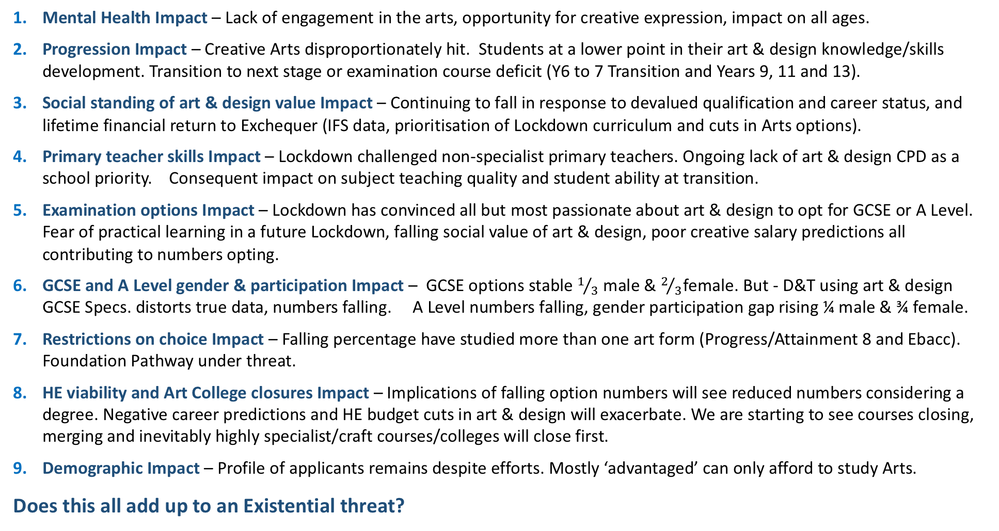 1. Mental Health Impact – Lack of engagement in the arts, opportunity for creative expression, impact on all ages.
2. Progression Impact – Creative Arts disproportionately hit.  Students at a lower point in their art & design knowledge/skills
development. Transition to next stage or examination course deficit (Y6 to 7 Transition and Years 9, 11 and 13).
3. Social standing of art & design value Impact – Continuing to fall in response to devalued qualification and career status, and
lifetime financial return to Exchequer (IFS data, prioritisation of Lockdown curriculum and cuts in Arts options).
4. Primary teacher skills Impact – Lockdown challenged non-specialist primary teachers. Ongoing lack of art & design CPD as a
school priority.    Consequent impact on subject teaching quality and student ability at transition.
5. Examination options Impact – Lockdown has convinced all but most passionate about art & design to opt for GCSE or A Level.
Fear of practical learning in a future Lockdown, falling social value of art & design, poor creative salary predictions all
contributing to numbers opting.
6. GCSE and A Level gender & participation Impact –  GCSE options stable 1/3 male & 2/3 female. But - D&T using art & design
GCSE Specs. distorts true data, numbers falling.     A Level numbers falling, gender participation gap rising ¼ male & ¾ female.
7. Restrictions on choice Impact – Falling percentage have studied more than one art form (Progress/Attainment 8 and Ebacc).
Foundation Pathway under threat.
8. HE viability and Art College closures Impact – Implications of falling option numbers will see reduced numbers considering a
degree. Negative career predictions and HE budget cuts in art & design will exacerbate. We are starting to see courses closing,
merging and inevitably highly specialist/craft courses/colleges will close first.
9. Demographic Impact – Profile of applicants remains despite efforts. Mostly ‘advantaged’ can only afford to study Arts.
Does this all add up to an Existential threat?